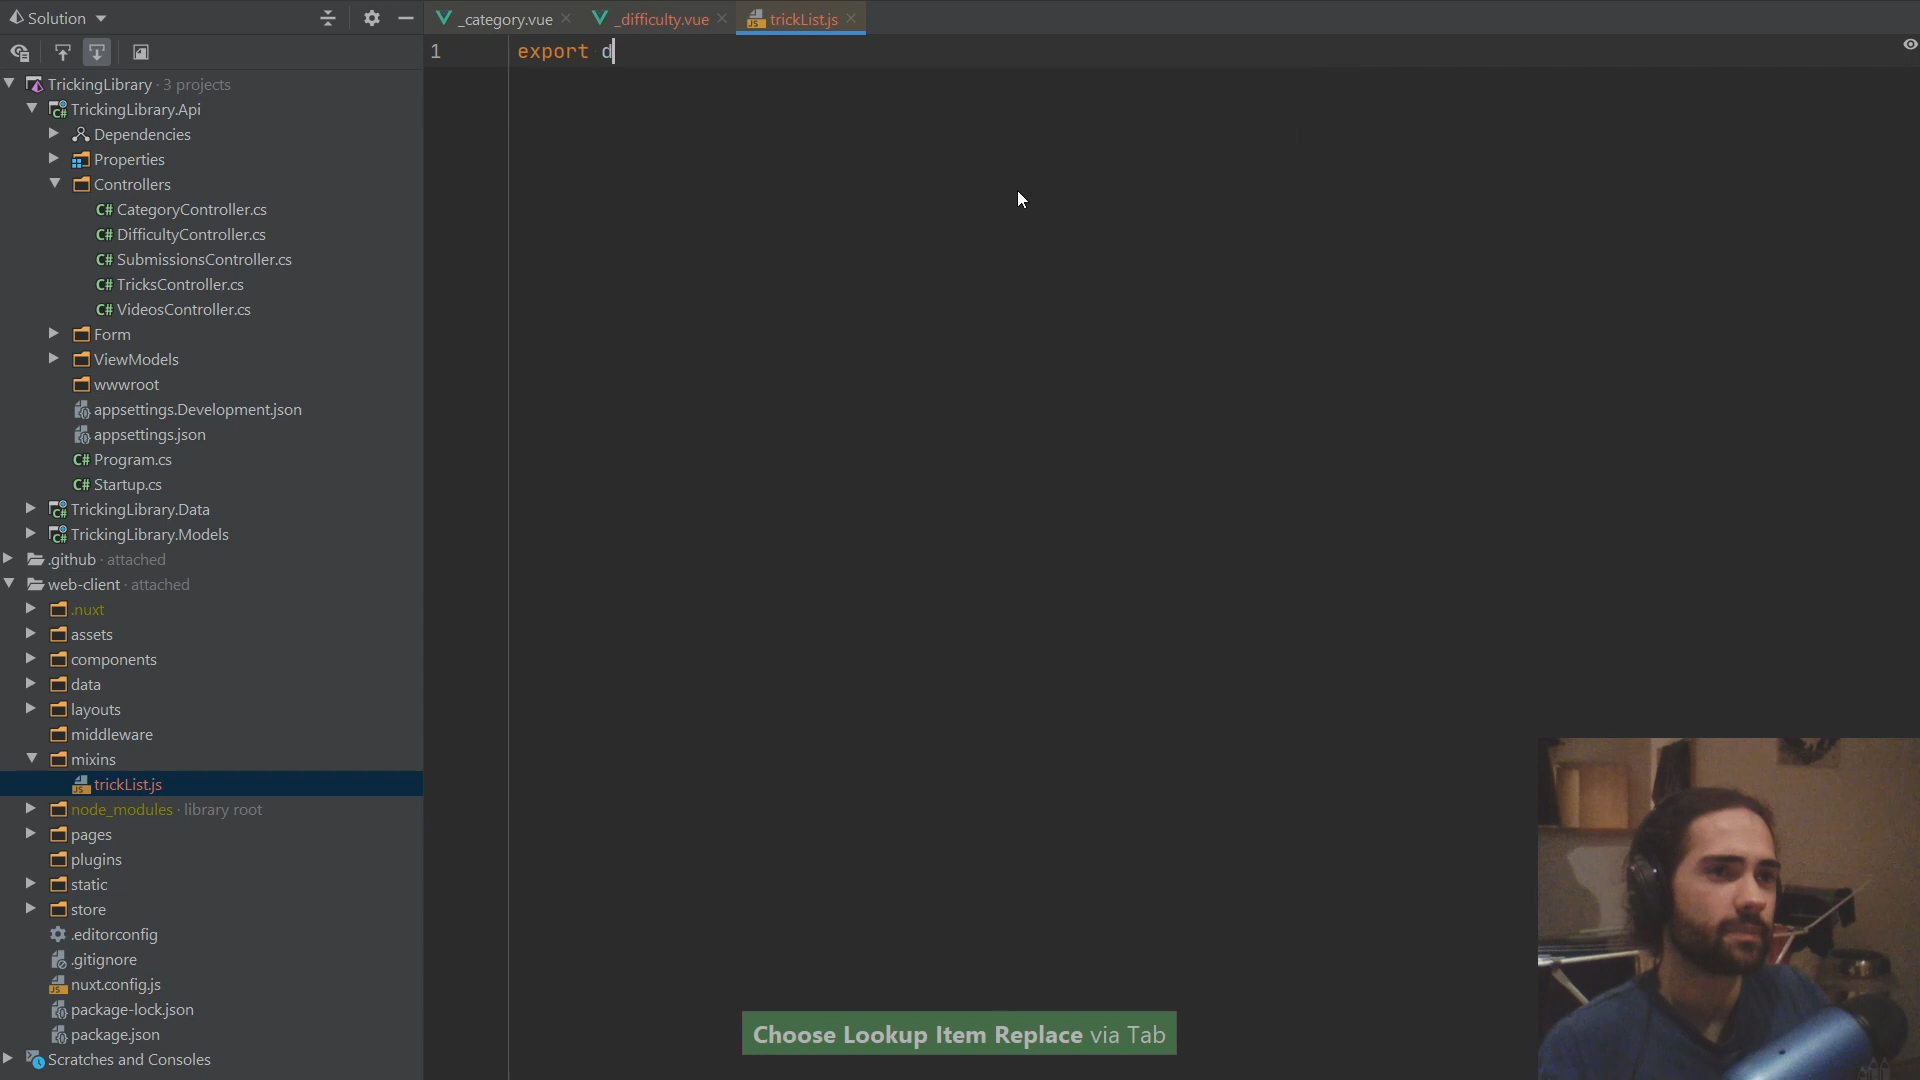 Solution
_category.vue
_difficulty.vue
trickList.js
1
export d
TrickingLibrary · 3 projects
TrickingLibrary.Api
Dependencies
Properties
Controllers
C# CategoryController.cs
C# DifficultyController.cs
C# SubmissionsController.cs
C# TricksController.cs
C# VideosController.cs
Form
ViewModels
wwwroot
appsettings.Development.json
appsettings.json
C# Program.cs
C# Startup.cs
TrickingLibrary.Data
TrickingLibrary.Models
.github · attached
web-client · attached
.nuxt
assets
components
data
layouts
middleware
mixins
trickList.js
node_modules · library root
pages
plugins
static
store
.editorconfig
.gitignore
nuxt.config.js
package-lock.json
package.json
Scratches and Consoles
Choose Lookup Item Replace via Tab